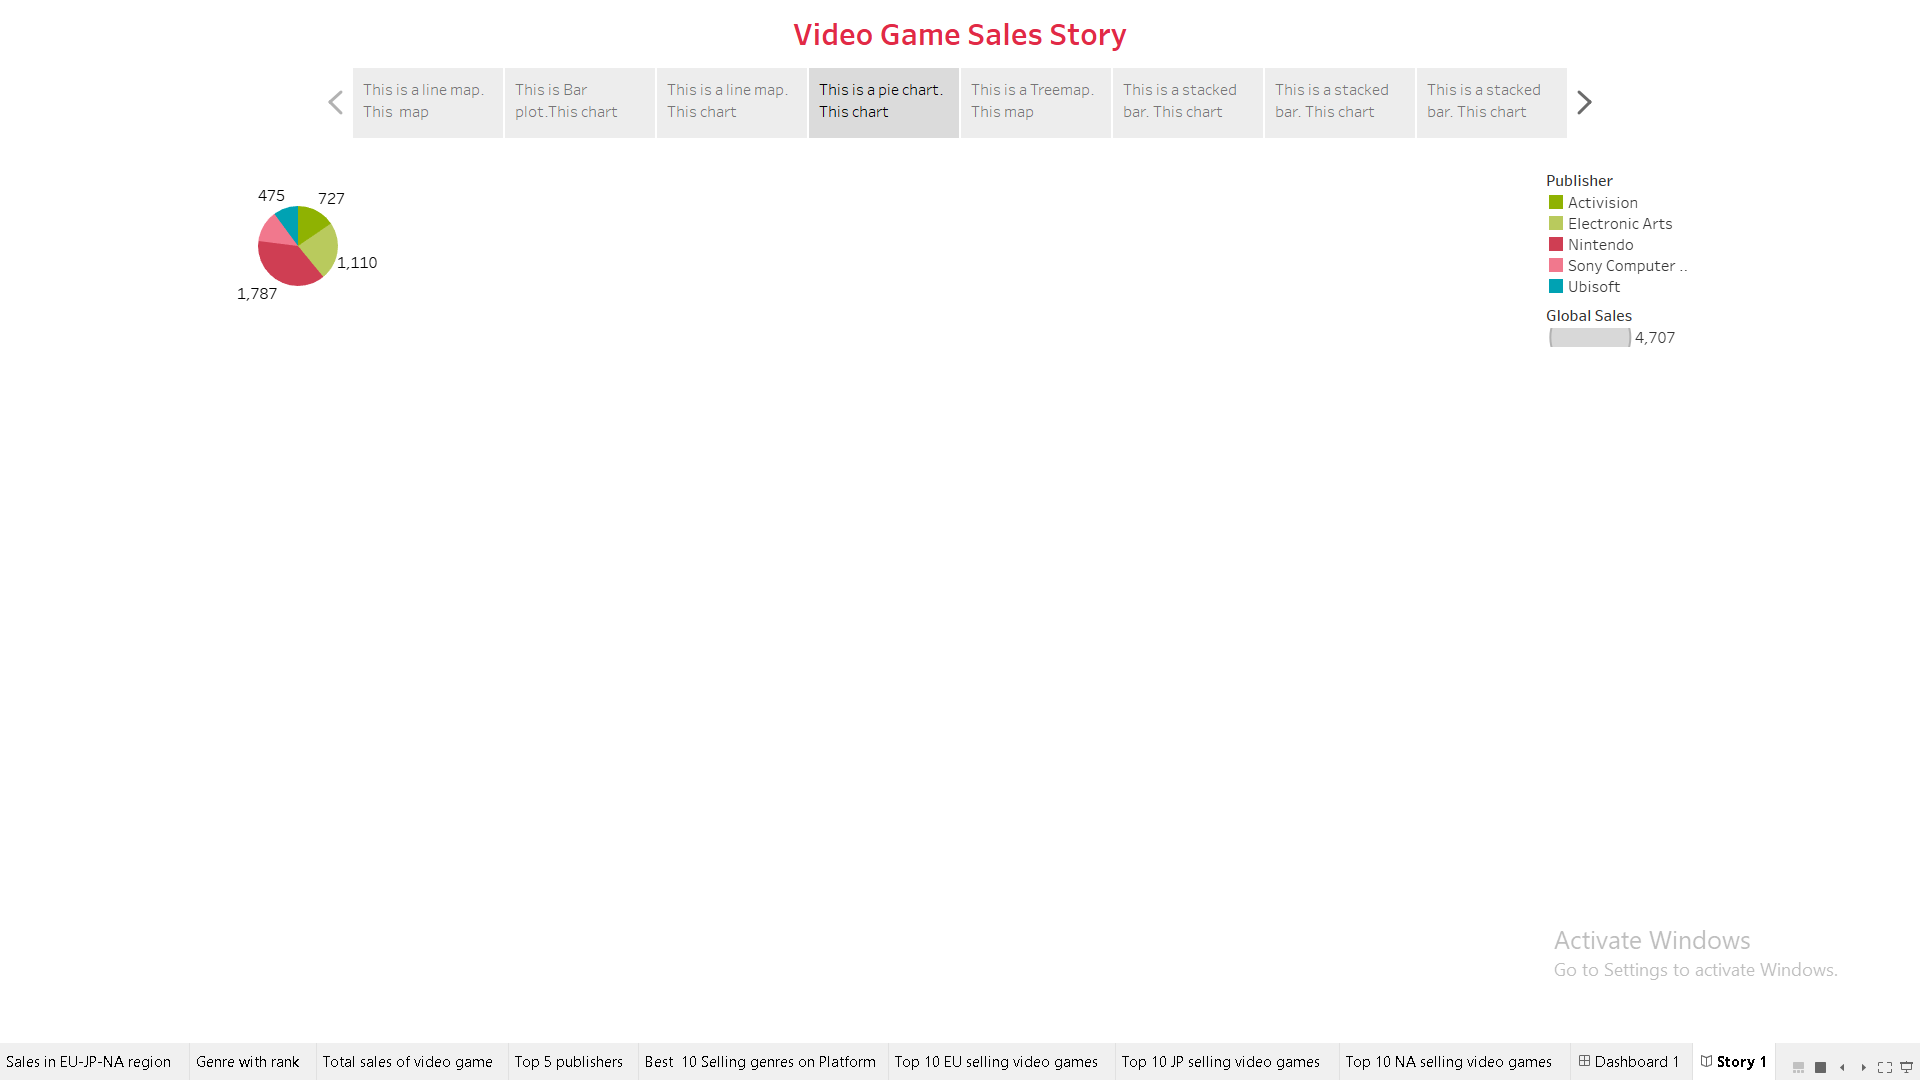 Video Game Sales Story
This is a line map.
This  map
This is Bar
plot.This chart
This is a line map.
This chart
This is a pie chart.
This chart
This is a Treemap.
This map
This is a stacked
bar. This chart
This is a stacked
bar. This chart
This is a stacked
bar. This chart
475
727
1,110
1,787
Publisher
Activision
Electronic Arts
Nintendo
Sony Computer ..
Ubisoft
Global Sales
4,707
Activate Windows
Go to Settings to activate Windows.
Sales in EU-JP-NA region
Genre with rank
Total sales of video game
Top 5 publishers
Best  10 Selling genres on Platform
Top 10 EU selling video games
Top 10 JP selling video games
Top 10 NA selling video games
Dashboard 1
Story 1